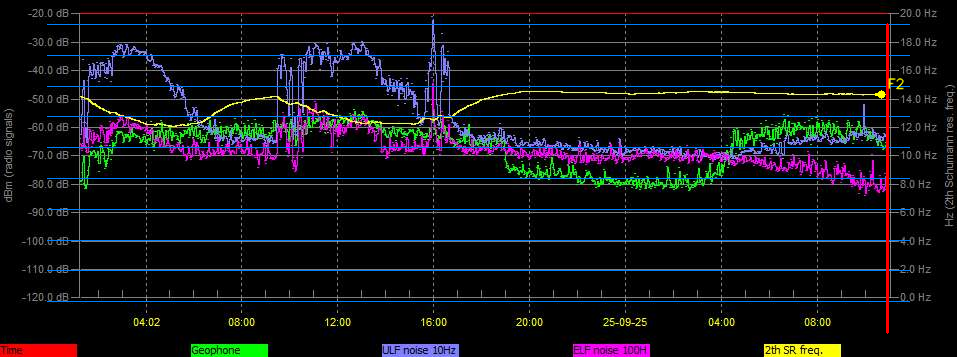 -20.0 dB
20.0 Hz
-30.0 dB
18.0 Hz
-40.0 dB
16.0 Hz
-50.0 dB
F2
14.0 Hz
-60.0 dB
12.0 Hz
-70.0 dB
10.0 Hz
-80.0 dB
8.0 Hz
-90.0 dB
6.0 Hz
-100.0 dB
4.0 Hz
-110.0 dB
2.0 Hz
-120.0 dB
0.0 Hz
dBm (radio signals)
Hz (2th Schumann res. freq.)
04:02 08:00 12:00 16:00 20:00 25-09-25 04:00 08:00
Time Geophone ULF noise 10Hz ELF noise 100H 2th SR freq.